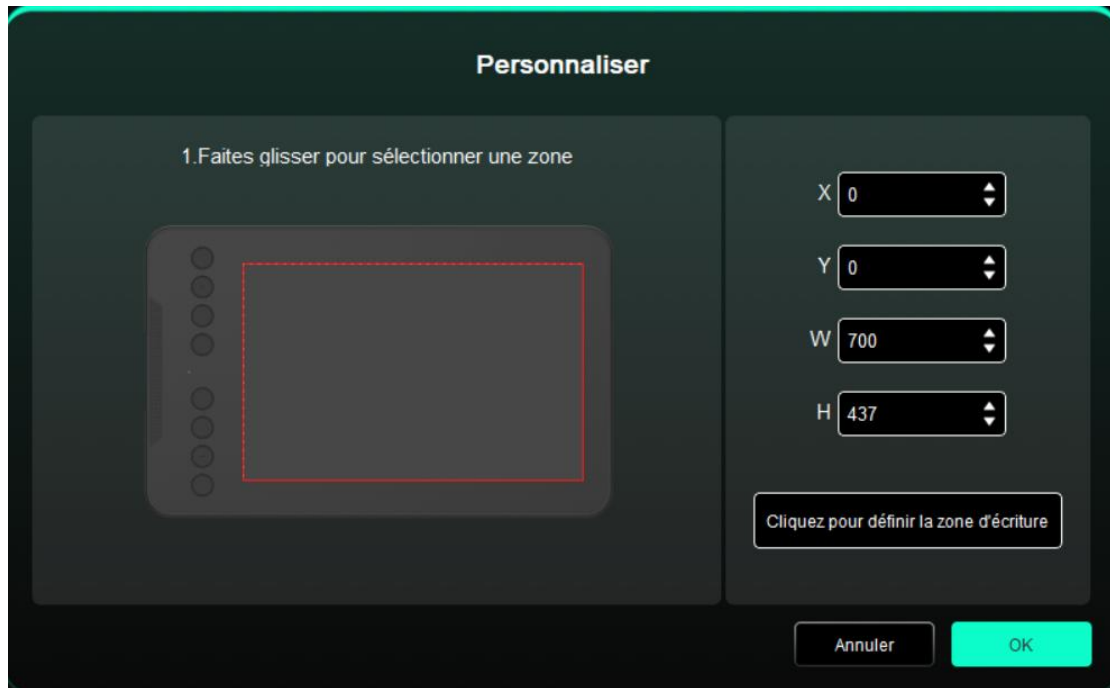 Personnaliser
1.Faites glisser pour sélectionner une zone
X 0
Y 0
W 700
H 437
Cliquez pour définir la zone d'écriture
Annuler
OK